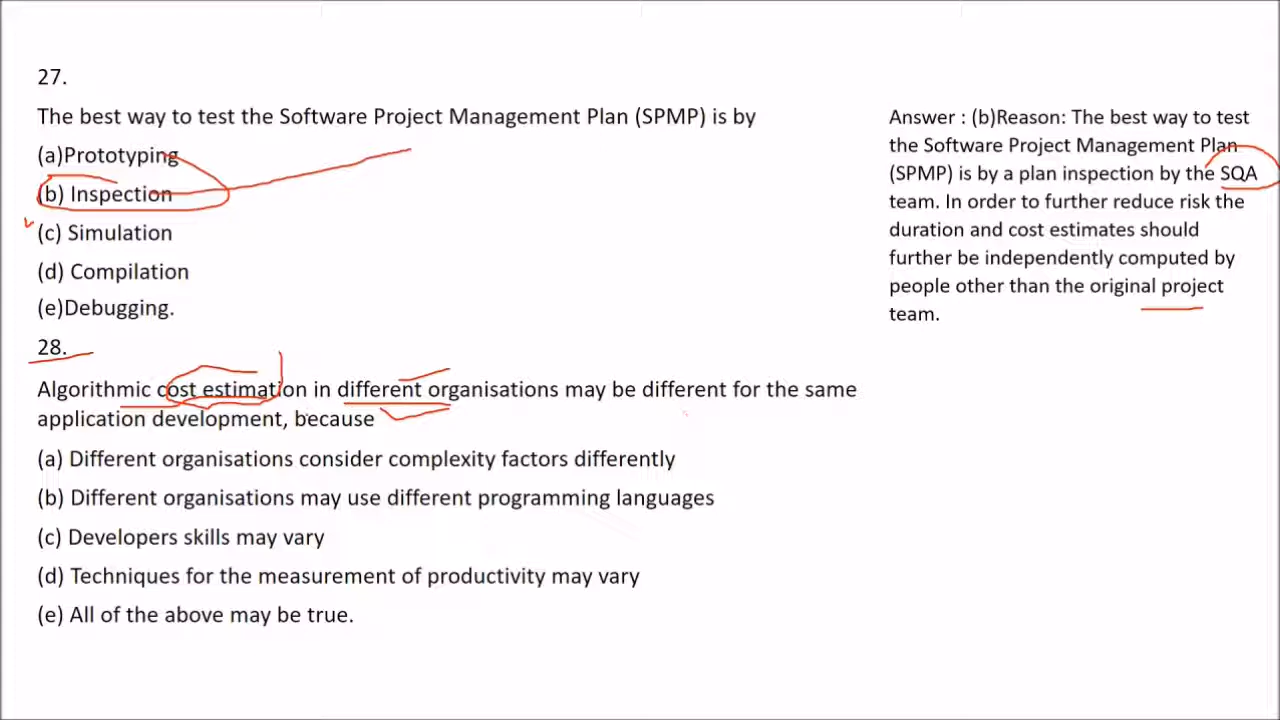 27.
The best way to test the Software Project Management Plan (SPMP) is by
(a)Prototyping
(b) Inspection
(c) Simulation
(d) Compilation
(e)Debugging.
28.
Algorithmic cost estimation in different organisations may be different for the same
application development, because
(a) Different organisations consider complexity factors differently
(b) Different organisations may use different programming languages
(c) Developers skills may vary
(d) Techniques for the measurement of productivity may vary
(e) All of the above may be true.
Answer : (b)Reason: The best way to test
the Software Project Management Plan
(SPMP) is by a plan inspection by the SQA
team. In order to further reduce risk the
duration and cost estimates should
further be independently computed by
people other than the original project
team.